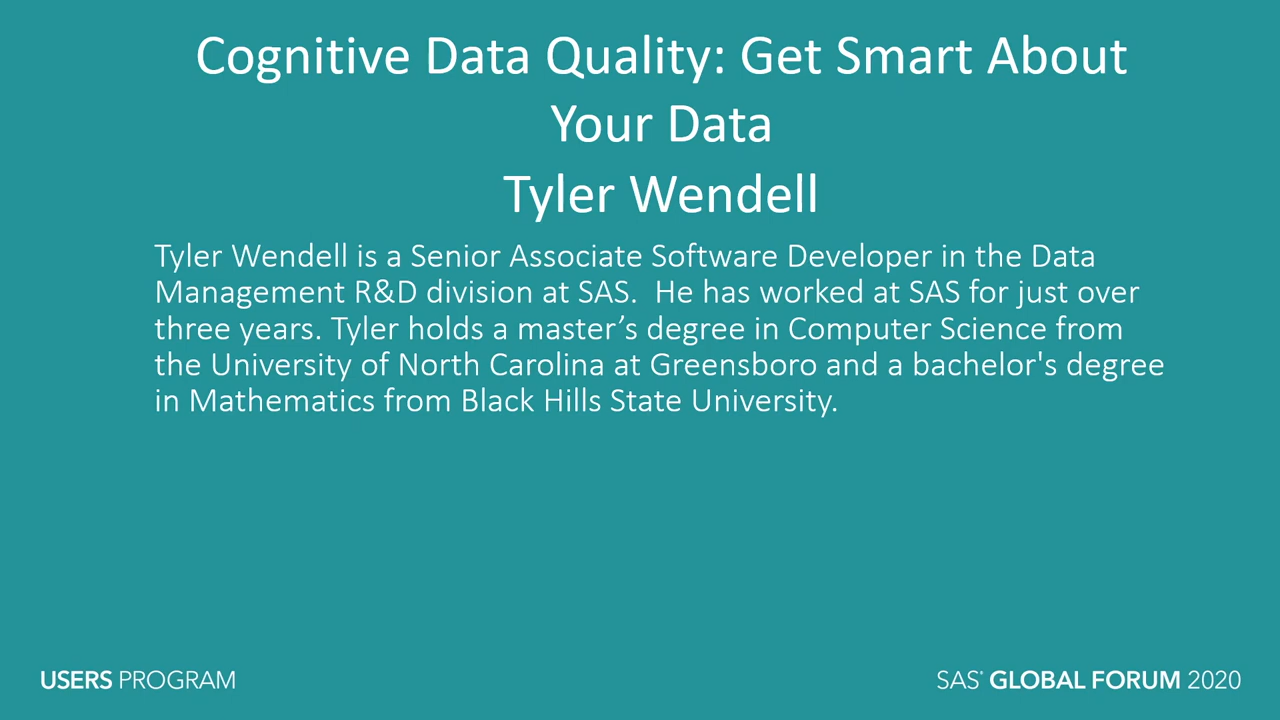 Cognitive Data Quality: Get Smart About
Your Data
Tyler Wendell
Tyler Wendell is a Senior Associate Software Developer in the Data
Management R&D division at SAS.  He has worked at SAS for just over
three years. Tyler holds a master’s degree in Computer Science from
the University of North Carolina at Greensboro and a bachelor's degree
in Mathematics from Black Hills State University.
USERS PROGRAM
SAS® GLOBAL FORUM 2020